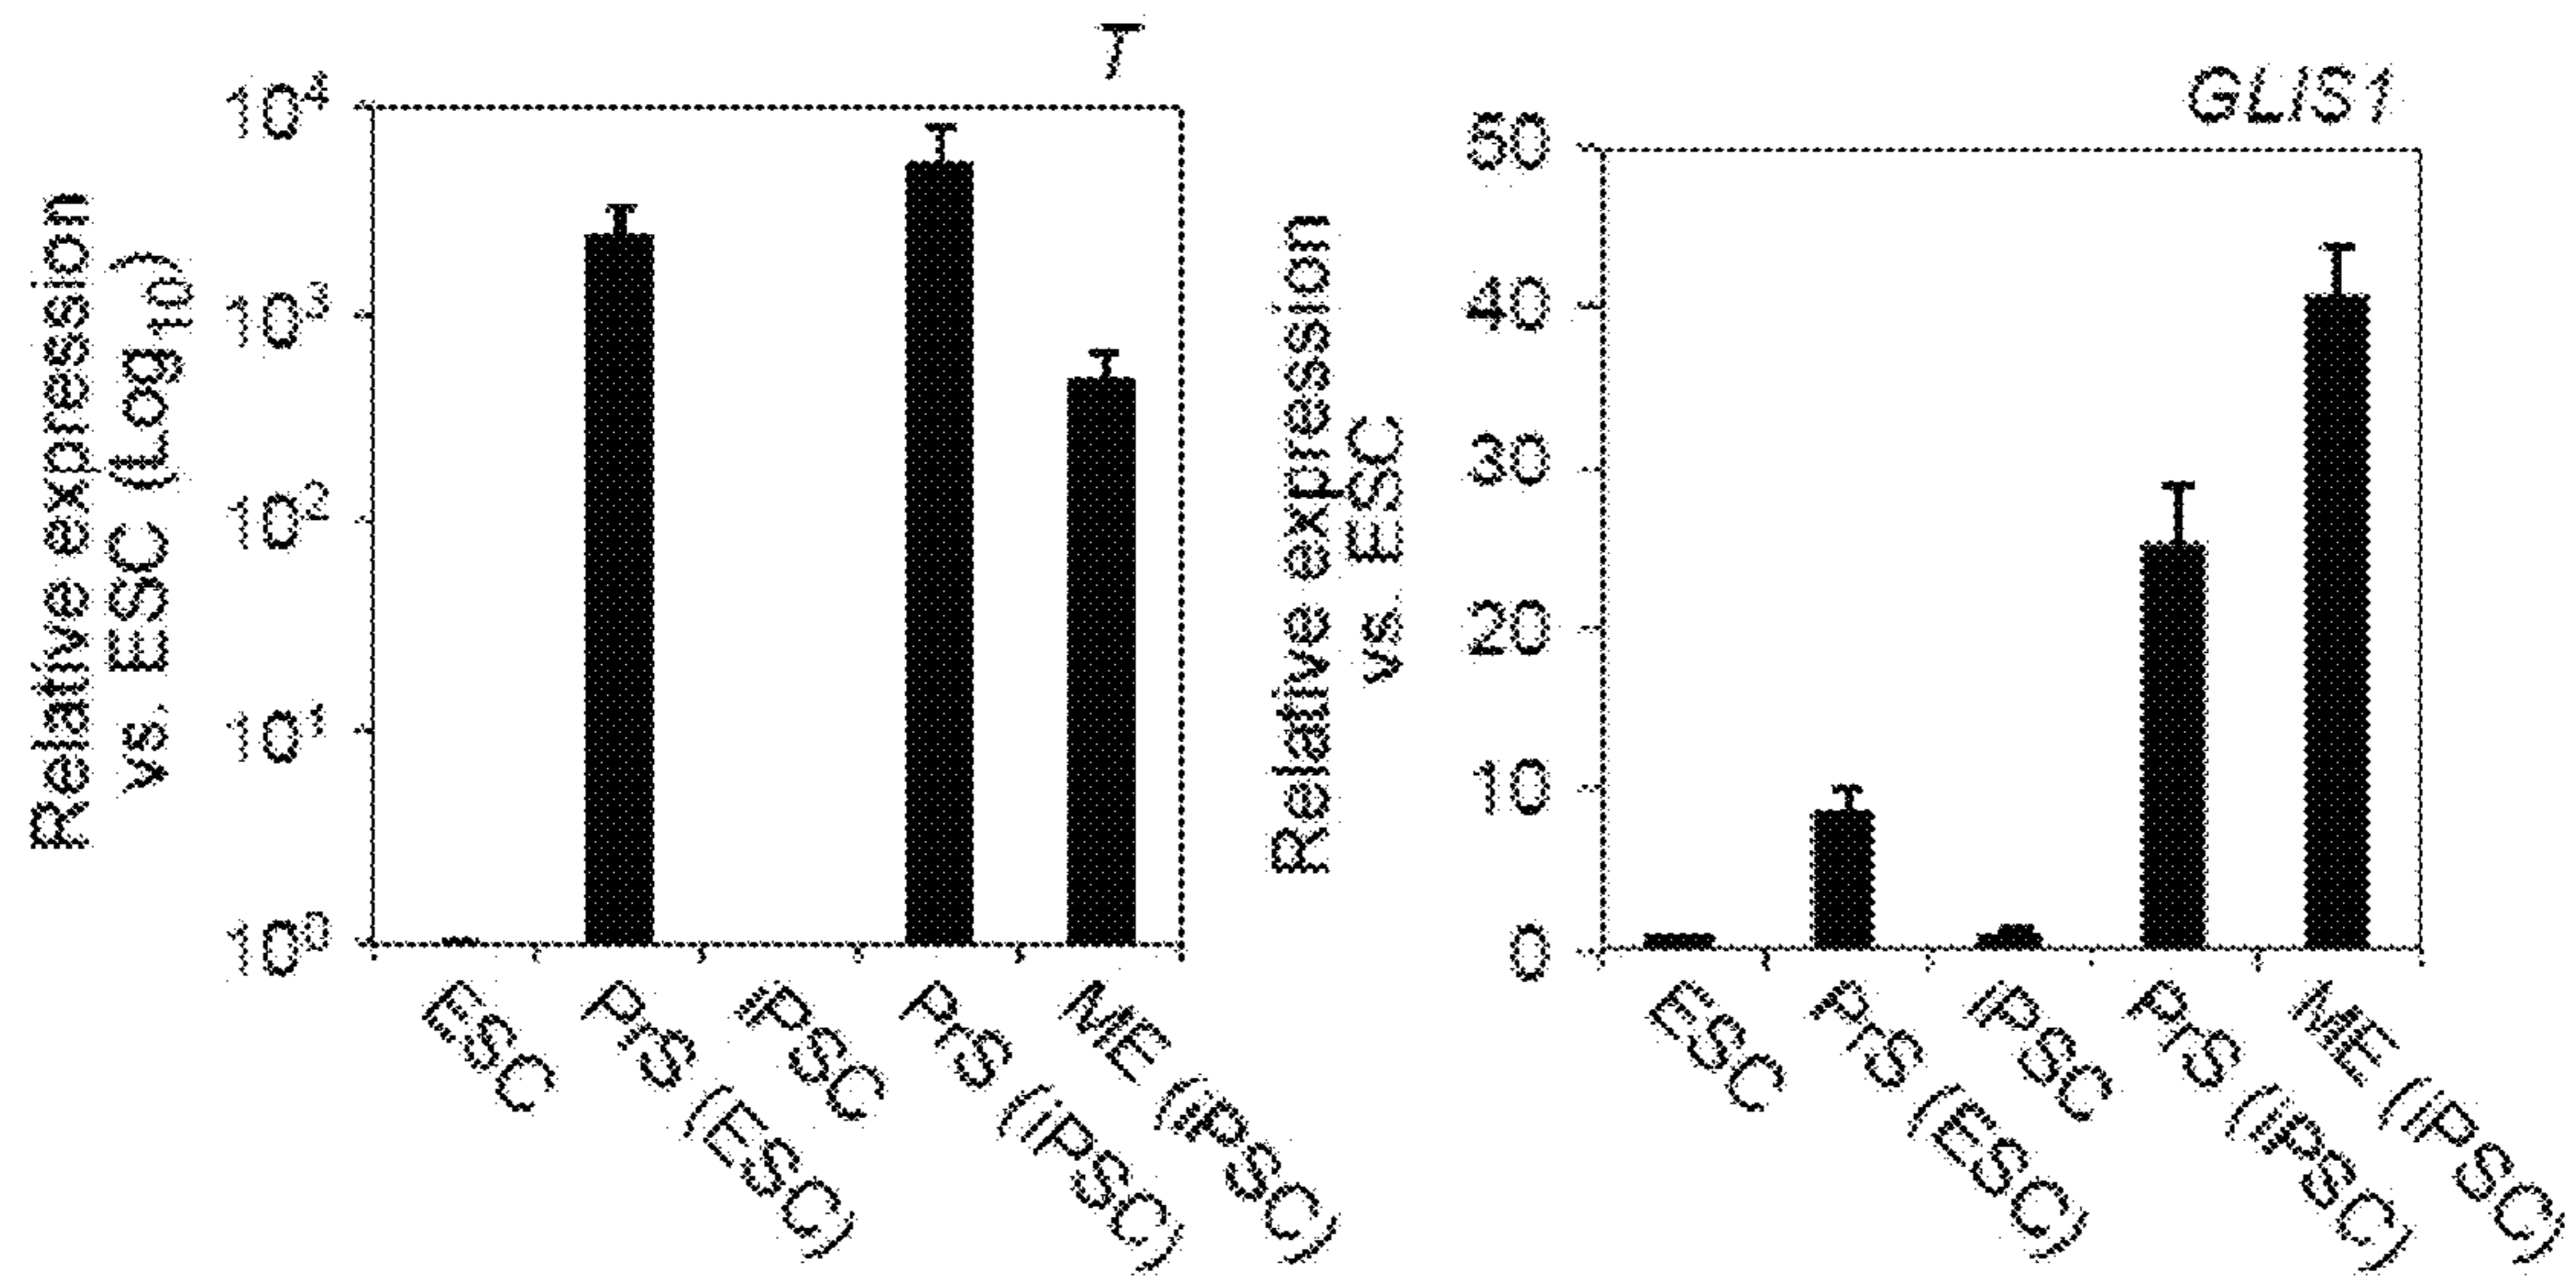 T
Relative expression
vs. ESC (Log10)
10⁴
10³
10²
10¹
10⁰
ESC
PrS (ESC)
iPSC
PrS (iPSC)
ME (iPSC)
GLIS1
Relative expression
vs. ESC
50
40
30
20
10
0
ESC
PrS (ESC)
iPSC
PrS (iPSC)
ME (iPSC)